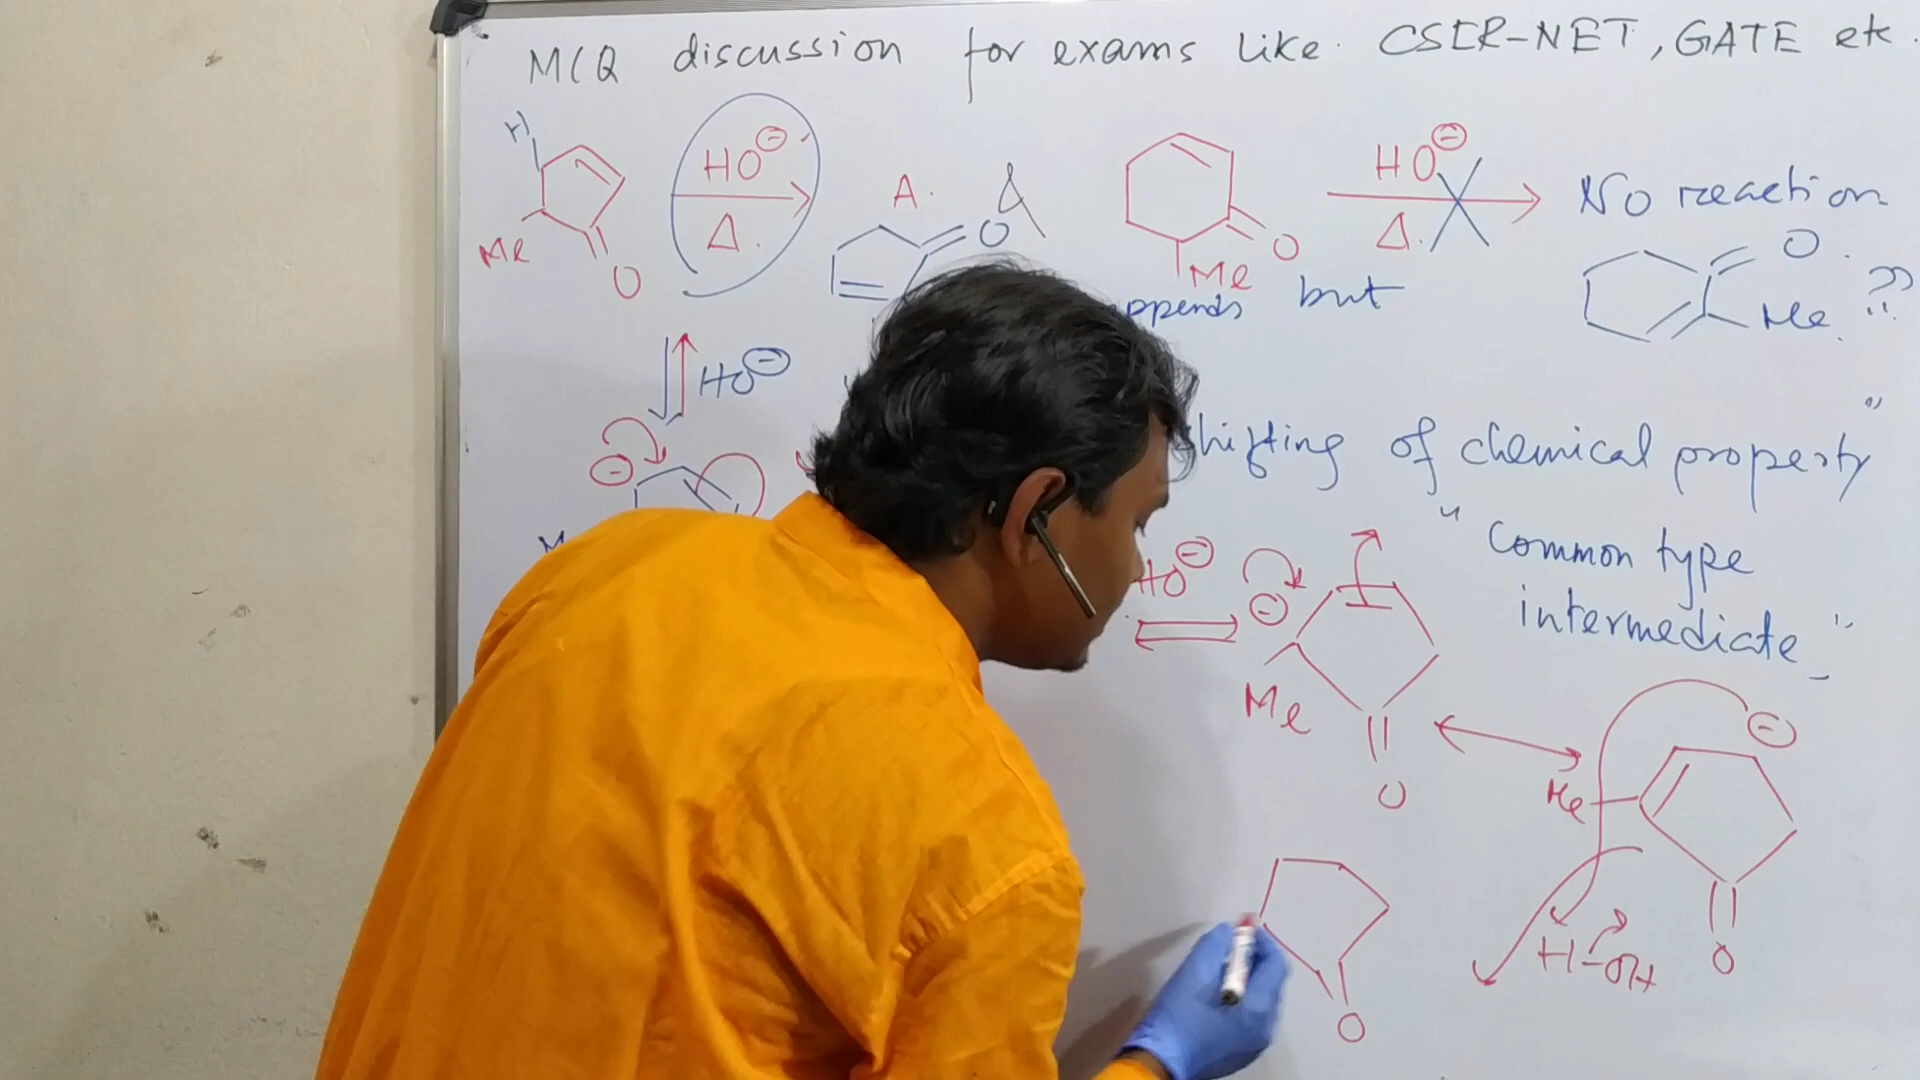 MCQ discussion for exams like CSIR-NET, GATE etc.
H
Me
O
HO⊖
Δ.
A.
O
Me
O
HO⊖
Δ.
No reaction
O
Me
??
ppends but
HO⊖
⊖
shifting of chemical property"
"Common type
intermediate"
HO⊖
⊖
Me
O
⊖
Me
O
H-OH
O